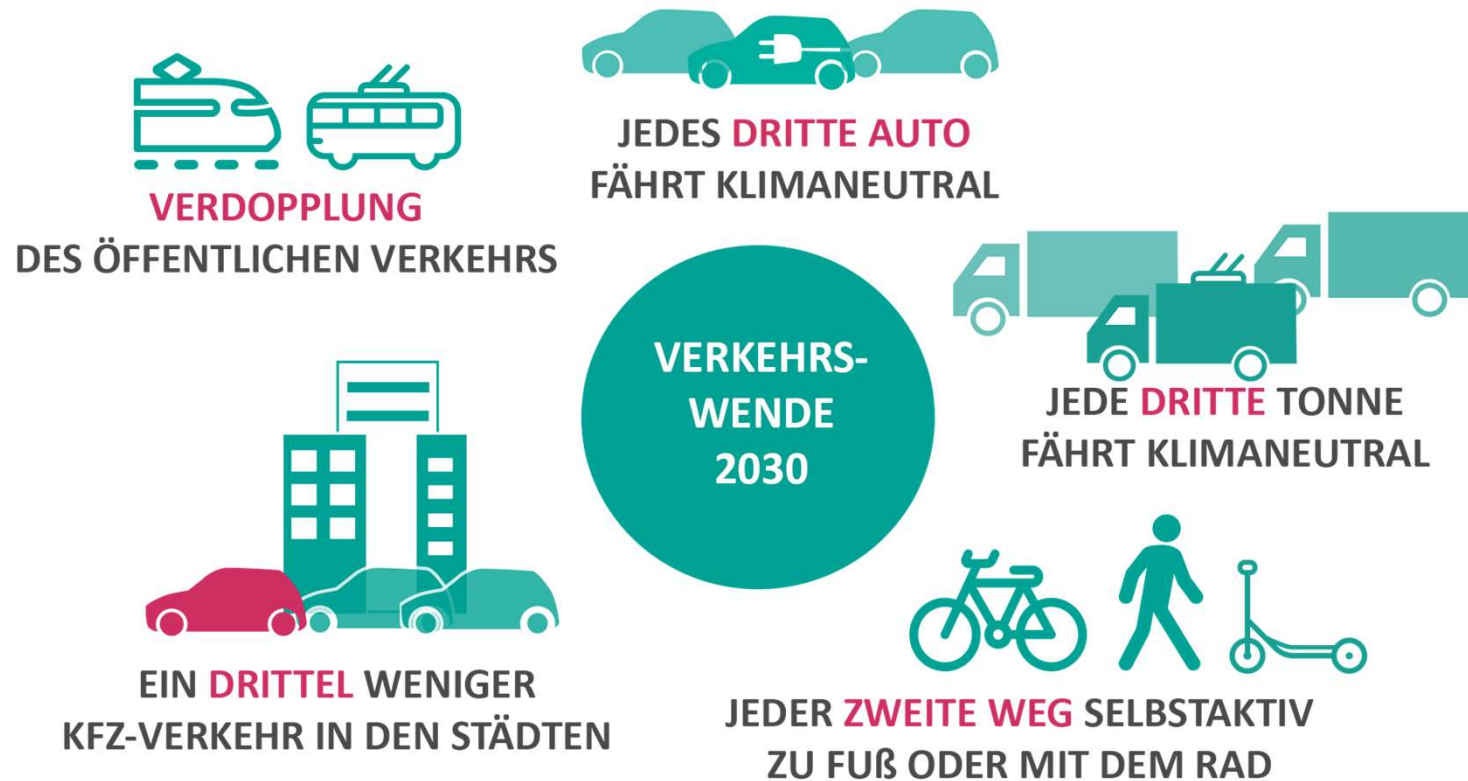 VERDOPPLUNG
DES ÖFFENTLICHEN VERKEHRS
JEDES DRITTE AUTO
FÄHRT KLIMANEUTRAL
VERKEHRS-
WENDE
2030
JEDE DRITTE TONNE
FÄHRT KLIMANEUTRAL
EIN DRITTEL WENIGER
KFZ-VERKEHR IN DEN STÄDTEN
JEDER ZWEITE WEG SELBSTAKTIV
ZU FUß ODER MIT DEM RAD